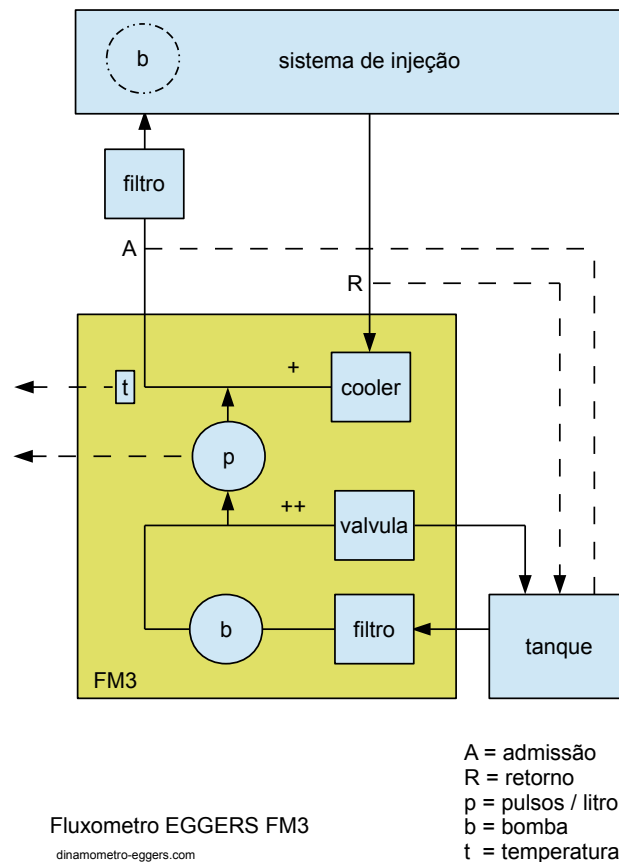 b
sistema de injeção
filtro
A
R
t
+
cooler
p
++
valvula
b
filtro
tanque
FM3
A = admissão
R = retorno
p = pulsos / litro
b = bomba
t = temperatura
Fluxometro EGGERS FM3
dinamometro-eggers.com